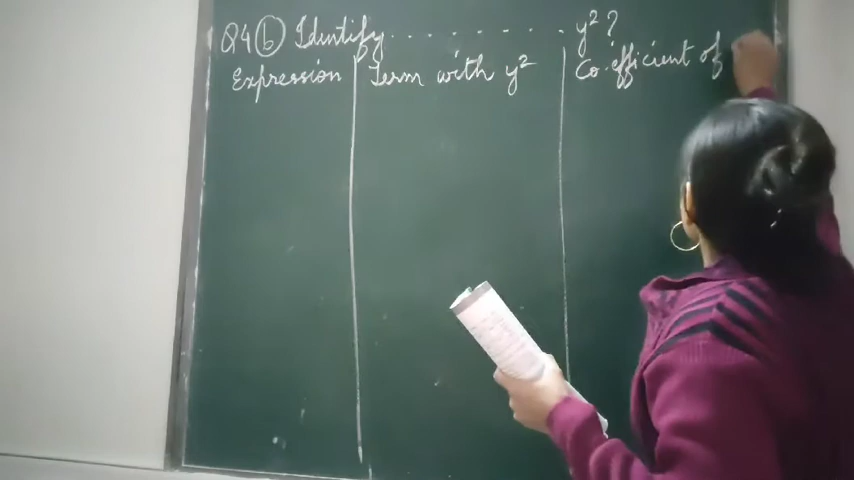 Q4 (b) Identify.......... y² ?
Expression Term with y² Co-efficient of